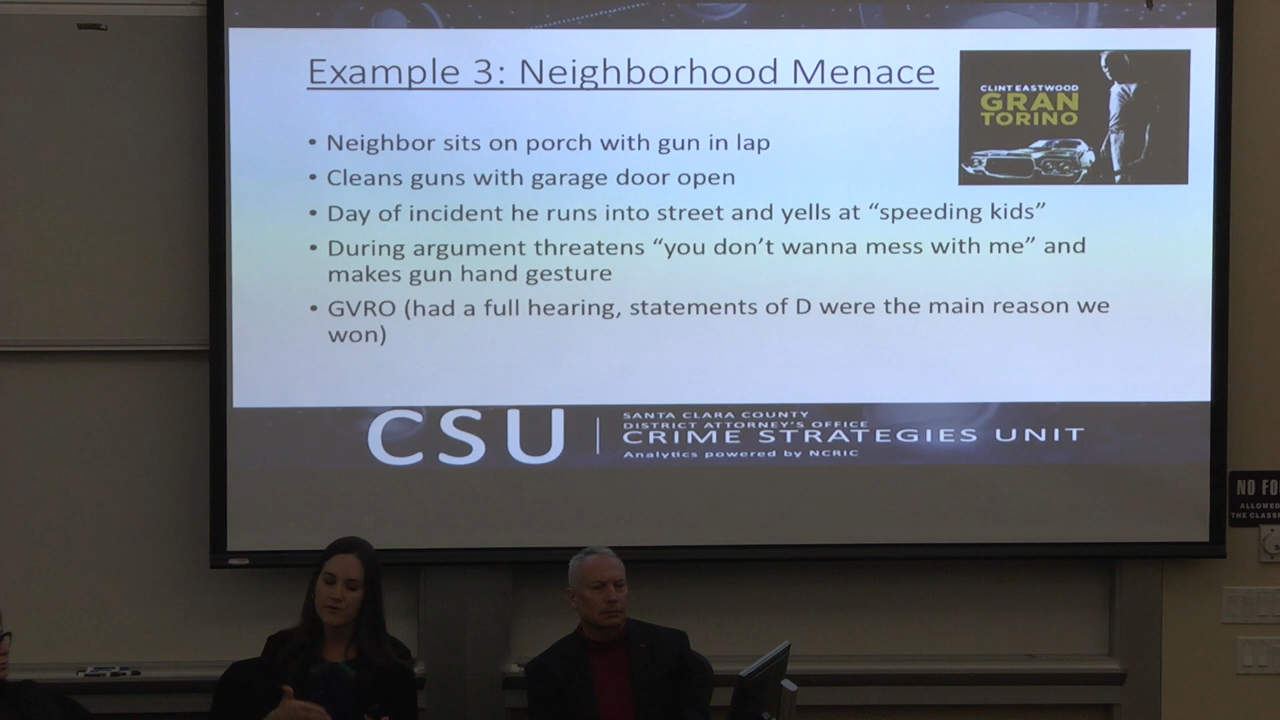 Example 3: Neighborhood Menace
CLINT EASTWOOD
GRAN
TORINO
• Neighbor sits on porch with gun in lap
• Cleans guns with garage door open
• Day of incident he runs into street and yells at “speeding kids”
• During argument threatens “you don’t wanna mess with me” and
makes gun hand gesture
• GVRO (had a full hearing, statements of D were the main reason we
won)
CSU
SANTA CLARA COUNTY
DISTRICT ATTORNEY'S OFFICE
CRIME STRATEGIES UNIT
Analytics powered by NCRIC
NO FO
ALLOWED
THE CLASS